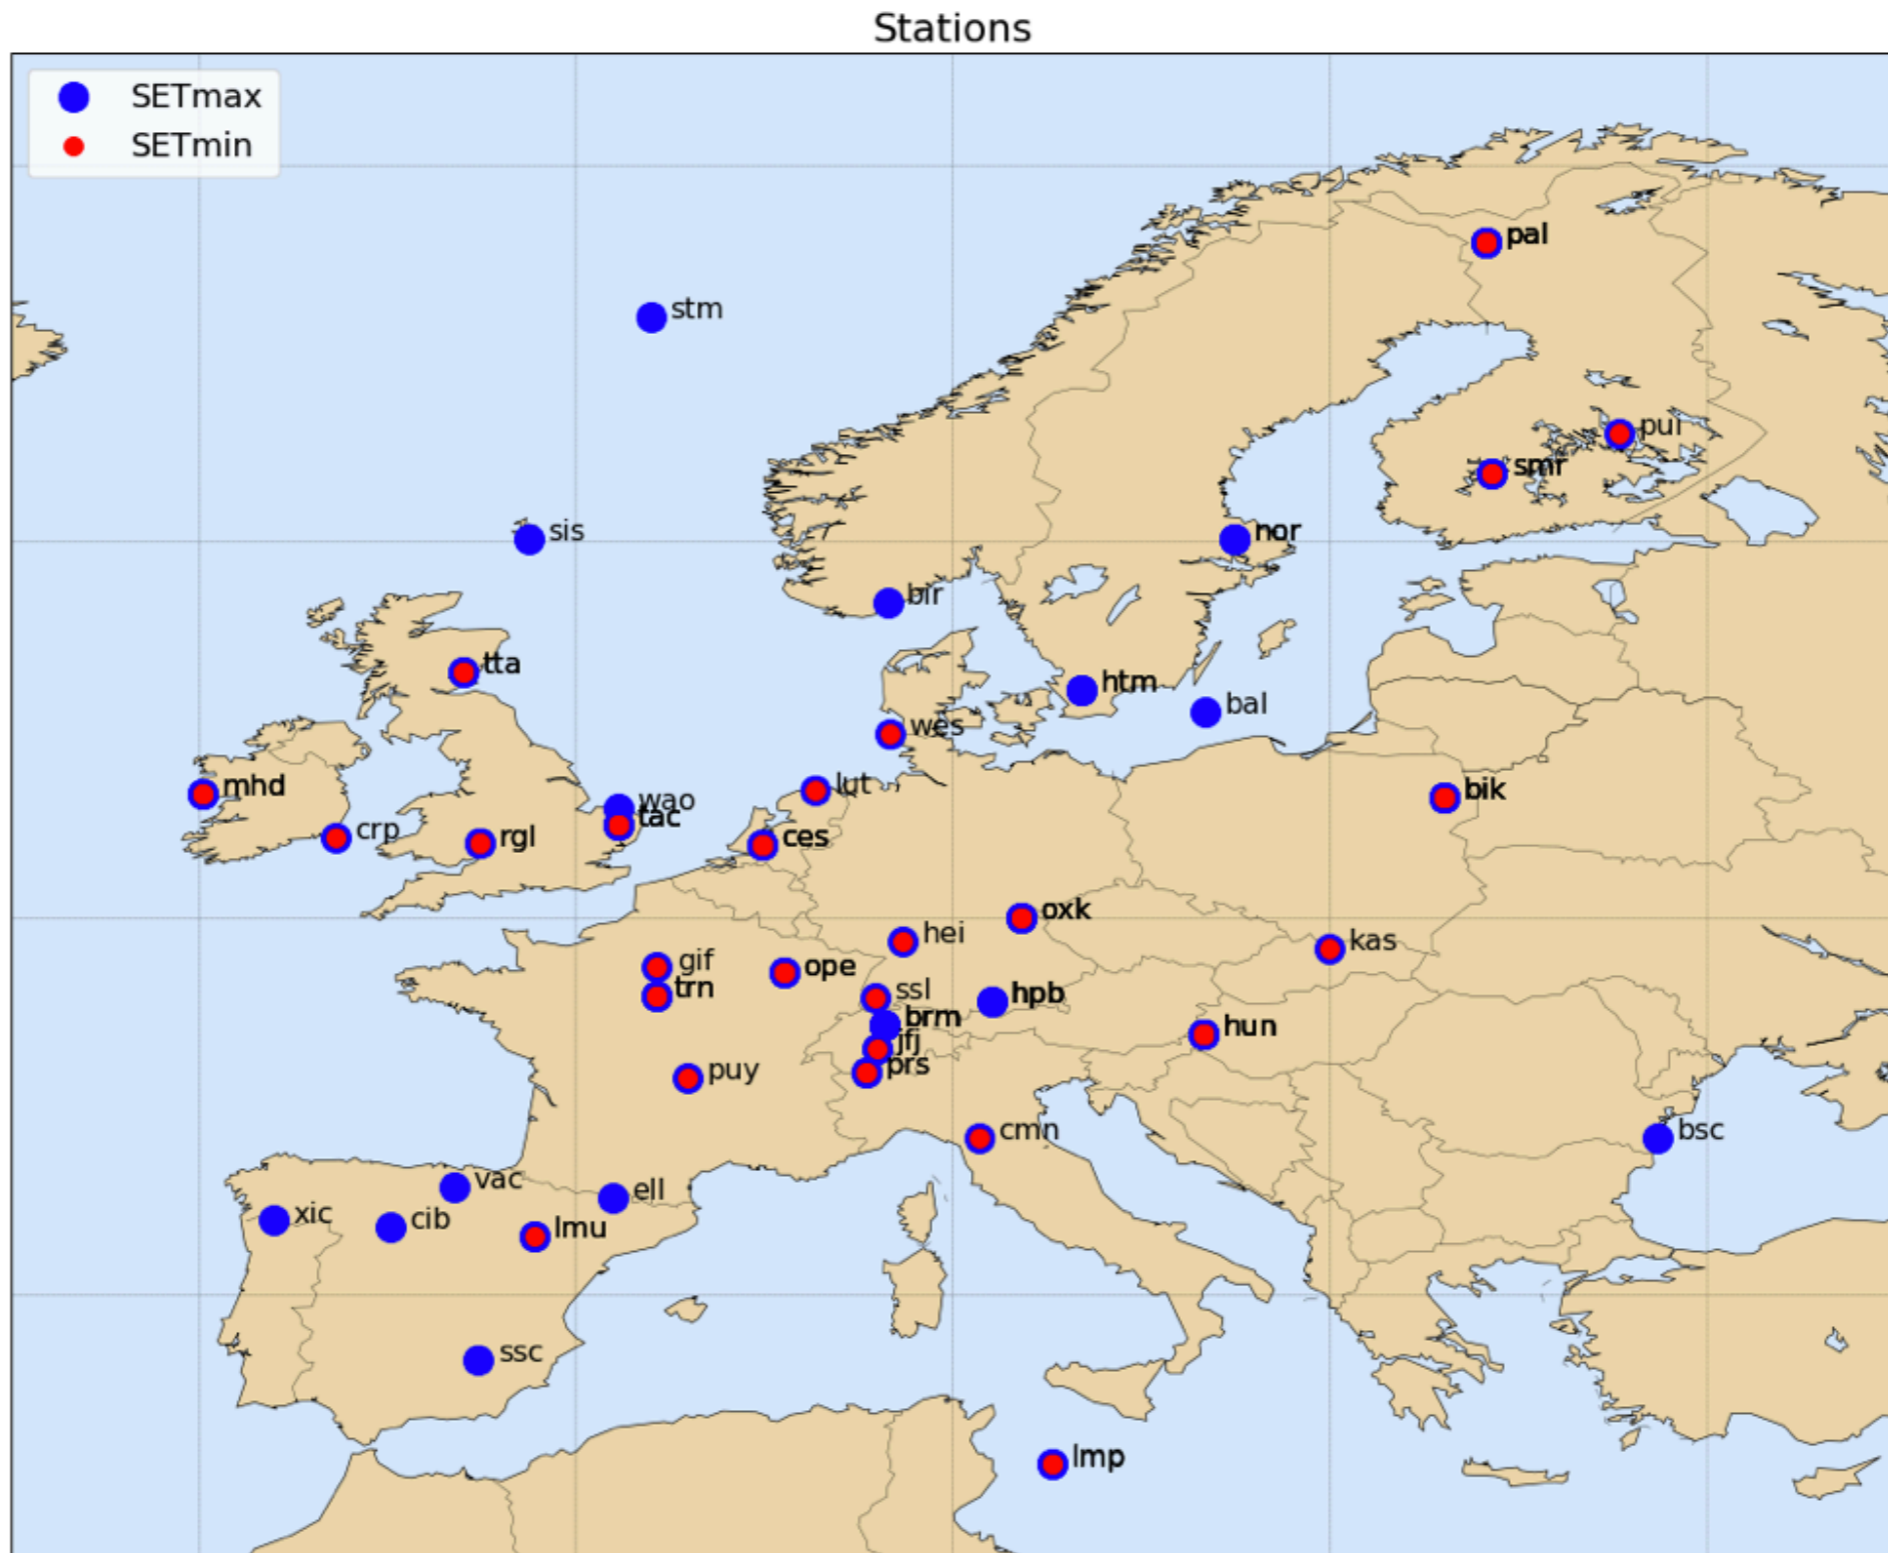 Stations
SETmax
SETmin
pal
stm
pui
smr
sis
nor
bir
tta
htm
bal
wes
mhd
lut
bik
wao
tac
crp
rgl
ces
oxk
hei
kas
gif
ope
trn
ssl
hpb
brm
hun
jfj
prs
puy
cmn
bsc
vac
ell
xic
cib
lmu
ssc
lmp